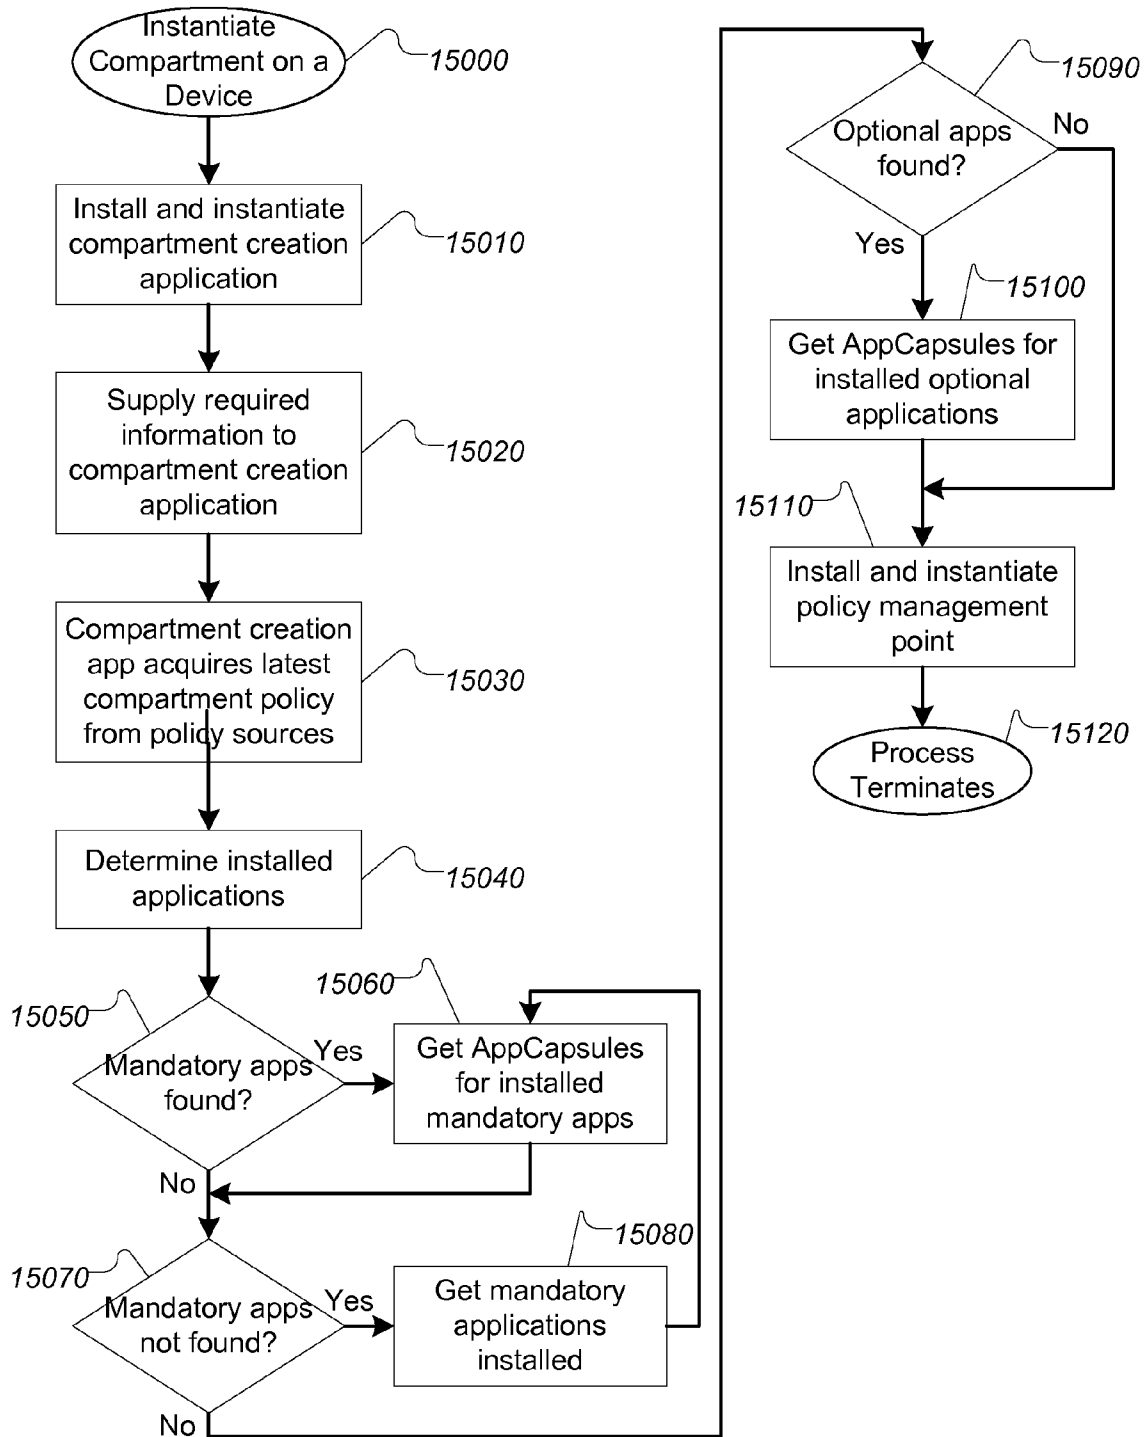 Instantiate
Compartment on a
Device
15000
Install and instantiate
compartment creation
application
15010
Supply required
information to
compartment creation
application
15020
Compartment creation
app acquires latest
compartment policy
from policy sources
15030
Determine installed
applications
15040
15050
Mandatory apps
found?
Yes
No
15060
Get AppCapsules
for installed
mandatory apps
15070
Mandatory apps
not found?
Yes
No
15080
Get mandatory
applications
installed
15090
Optional apps
found?
No
Yes
15100
Get AppCapsules for
installed optional
applications
15110
Install and instantiate
policy management
point
15120
Process
Terminates